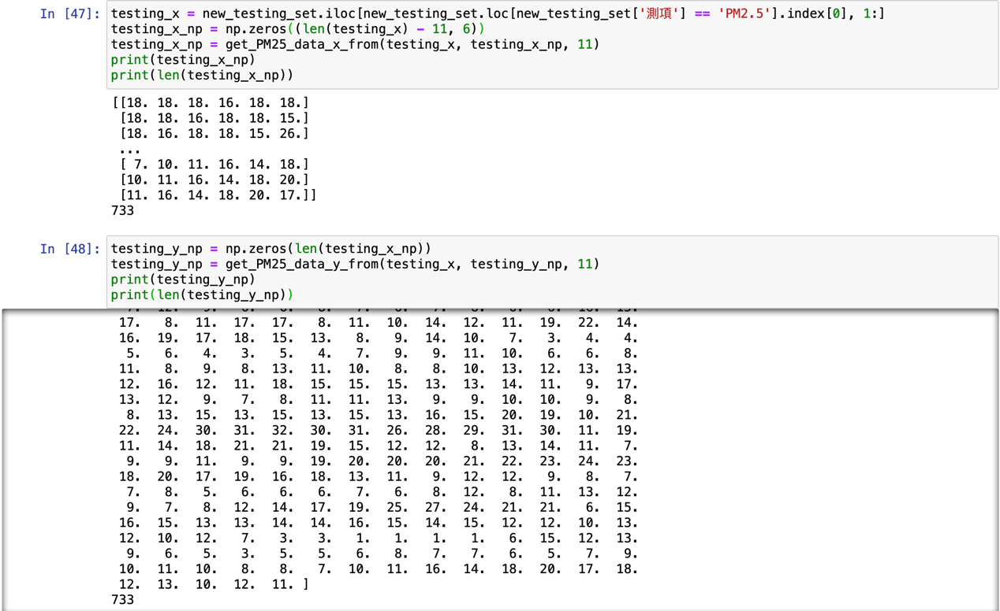 In [47]: testing_x = new_testing_set.iloc[new_testing_set.loc[new_testing_set['測項'] == 'PM2.5'].index[0], 1:]
testing_x_np = np.zeros((len(testing_x) - 11, 6))
testing_x_np = get_PM25_data_x_from(testing_x, testing_x_np, 11)
print(testing_x_np)
print(len(testing_x_np))
[[18. 18. 18. 16. 18. 18.]
[18. 18. 16. 18. 18. 15.]
[18. 16. 18. 18. 15. 26.]
...
[ 7. 10. 11. 16. 14. 18.]
[10. 11. 16. 14. 18. 20.]
[11. 16. 14. 18. 20. 17.]]
733
In [48]: testing_y_np = np.zeros(len(testing_x_np))
testing_y_np = get_PM25_data_y_from(testing_x, testing_y_np, 11)
print(testing_y_np)
print(len(testing_y_np))
17. 8. 11. 17. 17. 8. 11. 10. 14. 12. 11. 19. 22. 14.
16. 19. 17. 18. 15. 13. 8. 9. 14. 10. 7. 3. 4. 4.
5. 6. 4. 3. 5. 4. 7. 9. 9. 11. 10. 6. 6. 8.
11. 8. 9. 8. 13. 11. 10. 8. 8. 10. 13. 12. 13. 13.
12. 16. 12. 11. 18. 15. 15. 15. 13. 13. 14. 11. 9. 17.
13. 12. 9. 7. 8. 11. 11. 13. 9. 9. 10. 10. 9. 8.
8. 13. 15. 13. 15. 13. 15. 13. 16. 15. 20. 19. 10. 21.
22. 24. 30. 31. 32. 30. 31. 26. 28. 29. 31. 30. 11. 19.
11. 14. 18. 21. 21. 19. 15. 12. 12. 8. 13. 14. 11. 7.
9. 9. 11. 9. 9. 19. 20. 20. 20. 21. 22. 23. 24. 23.
18. 20. 17. 19. 16. 18. 13. 11. 9. 12. 12. 9. 8. 7.
7. 8. 5. 6. 6. 6. 7. 6. 8. 12. 8. 11. 13. 12.
9. 7. 8. 12. 14. 17. 19. 25. 27. 24. 21. 21. 6. 15.
16. 15. 13. 13. 14. 14. 16. 15. 14. 15. 12. 12. 10. 13.
12. 10. 12. 7. 3. 3. 1. 1. 1. 1. 6. 15. 12. 13.
9. 6. 5. 3. 5. 5. 6. 8. 7. 7. 6. 5. 7. 9.
10. 11. 10. 8. 8. 7. 10. 11. 16. 14. 18. 20. 17. 18.
12. 13. 10. 12. 11. ]
733